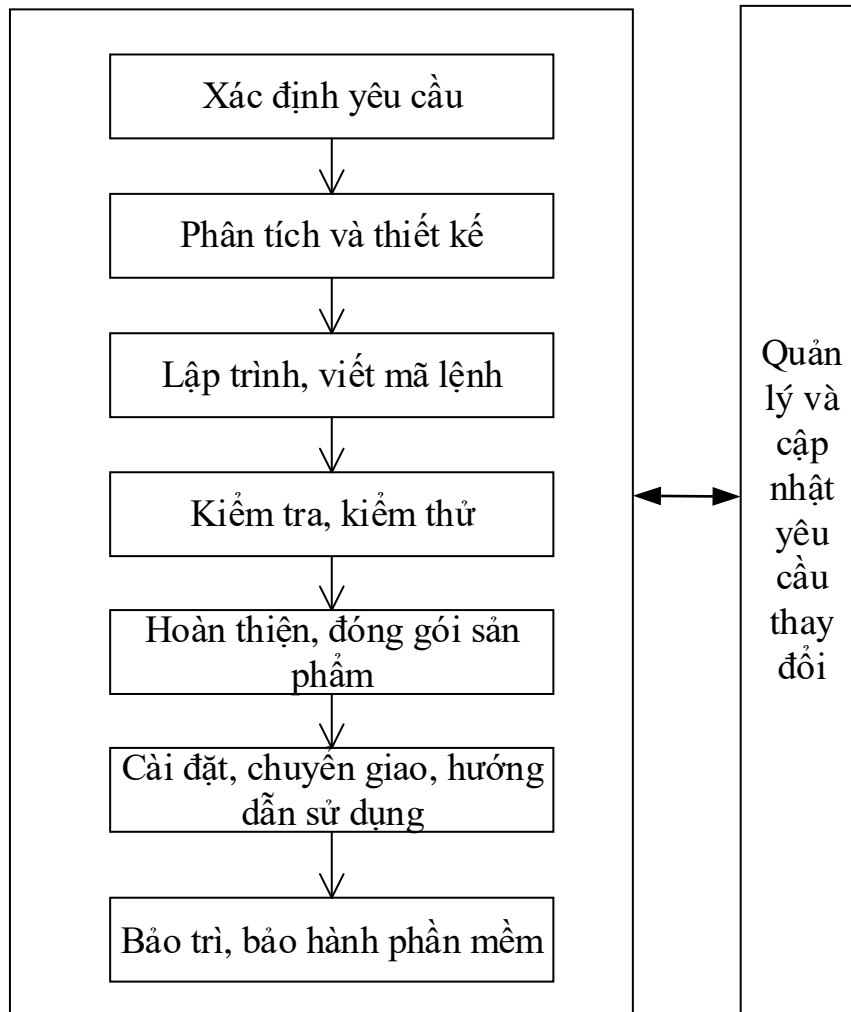 Xác định yêu cầu
Phân tích và thiết kế
Lập trình, viết mã lệnh
Kiểm tra, kiểm thử
Hoàn thiện, đóng gói sản
phẩm
Cài đặt, chuyển giao, hướng
dẫn sử dụng
Bảo trì, bảo hành phần mềm
Quản
lý và
cập
nhật
yêu
cầu
thay
đổi